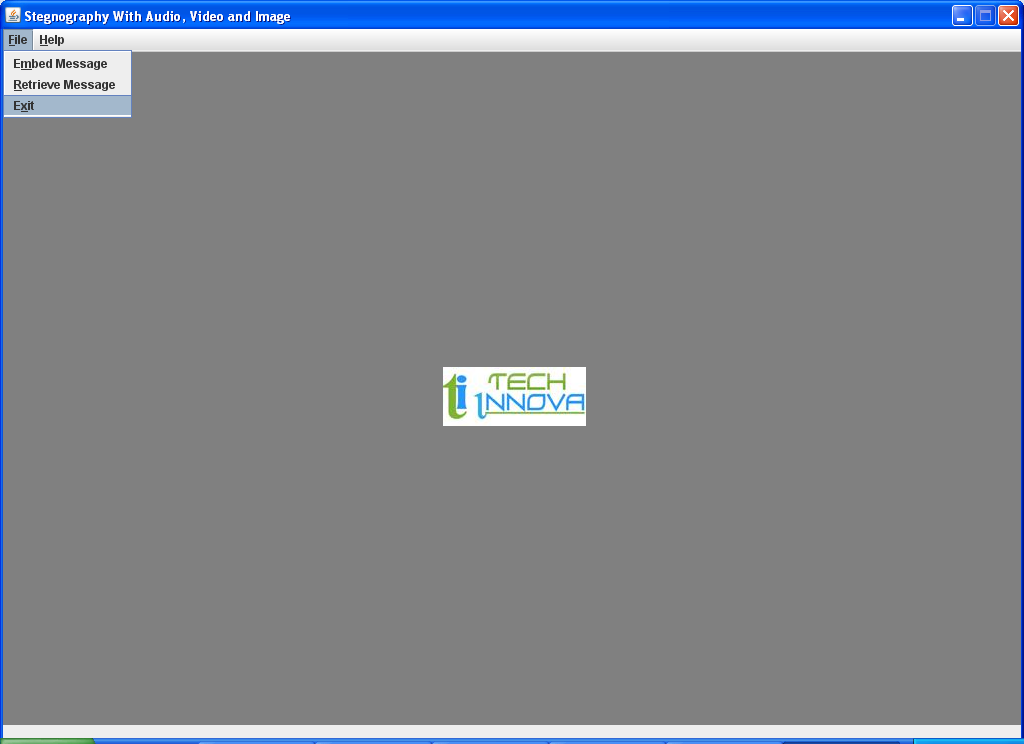 Stegnography With Audio, Video and Image
File Help
Embed Message
Retrieve Message
Exit
ti TECH
INNOVA